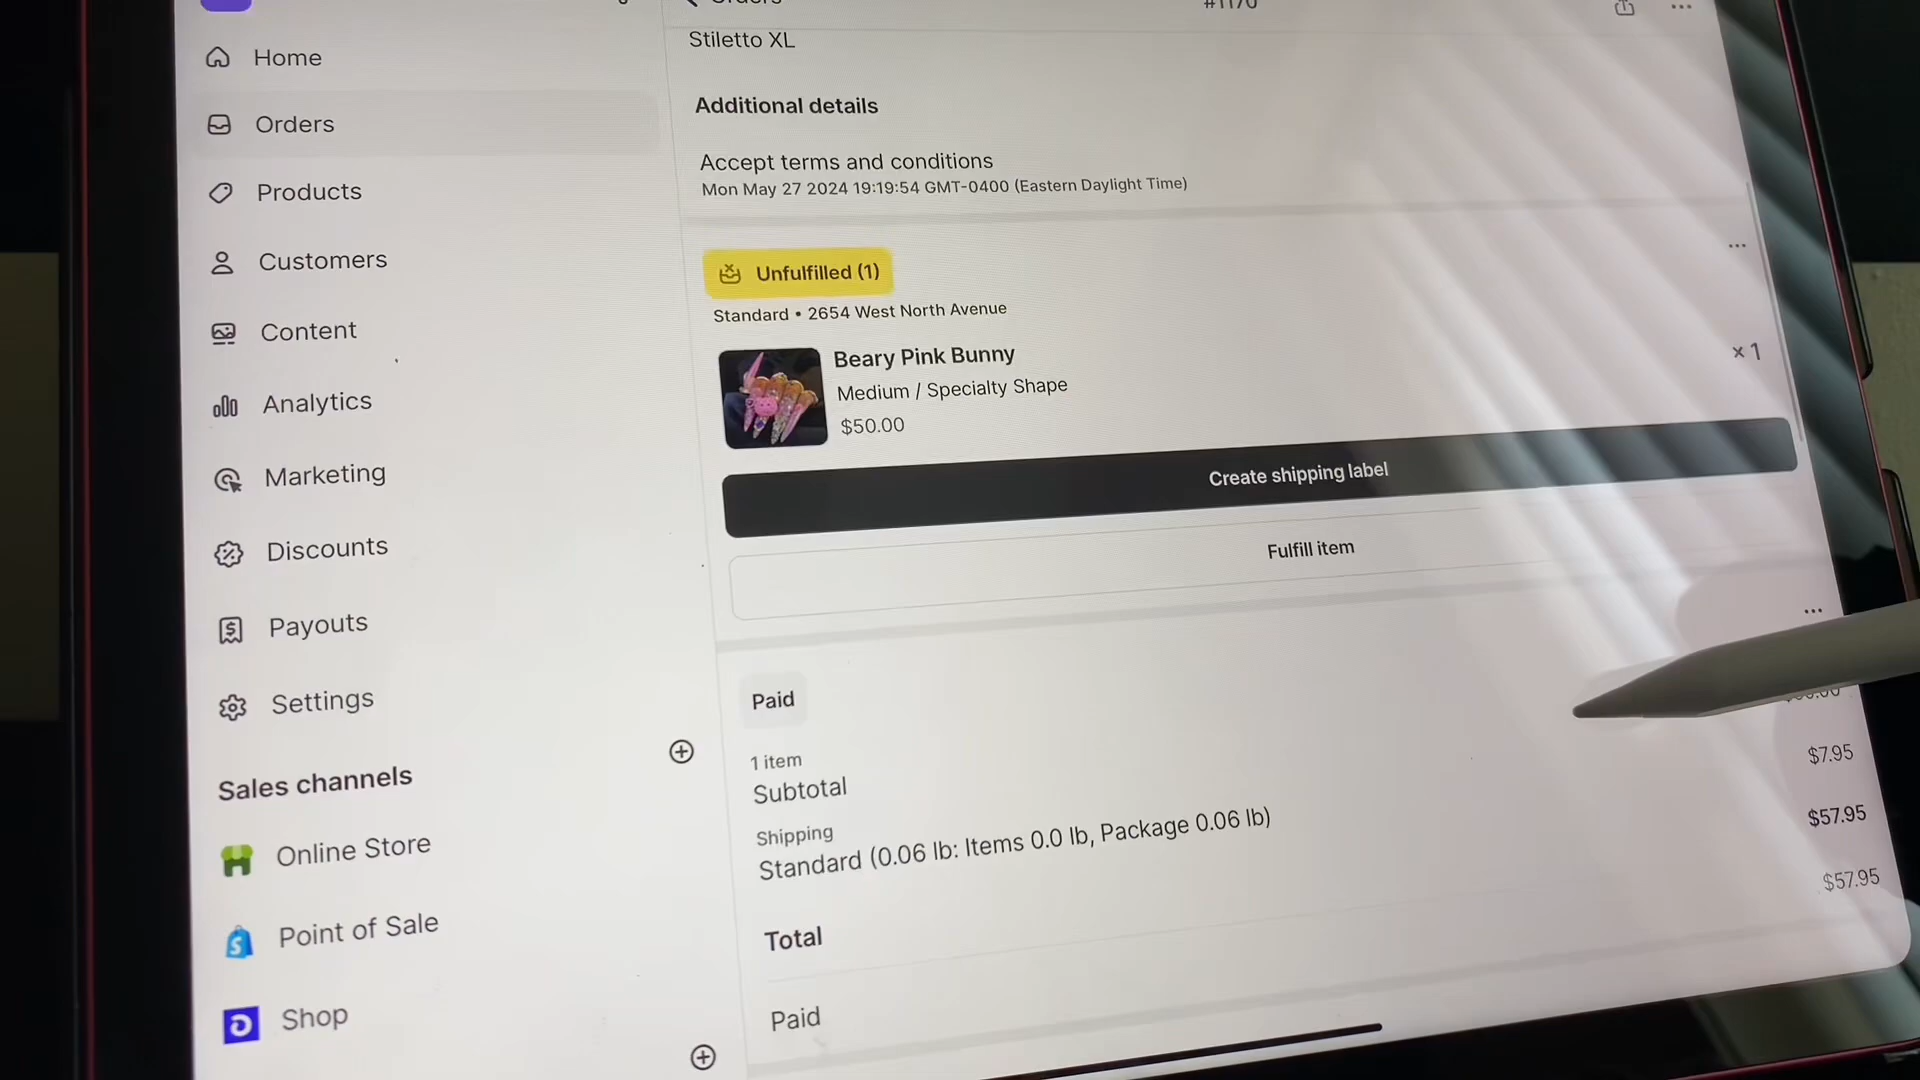 Home
Orders
Products
Customers
Content
Analytics
Marketing
Discounts
Payouts
Settings
Sales channels
Online Store
Point of Sale
Shop
Orders
#1170
Stiletto XL
Additional details
Accept terms and conditions
Mon May 27 2024 19:19:54 GMT-0400 (Eastern Daylight Time)
Unfulfilled (1)
Standard • 2654 West North Avenue
Beary Pink Bunny
× 1
Medium / Specialty Shape
$50.00
Create shipping label
Fulfill item
Paid
1 item
Subtotal
Shipping
$7.95
Standard (0.06 lb: Items 0.0 lb, Package 0.06 lb)
Total
$57.95
Paid
$57.95